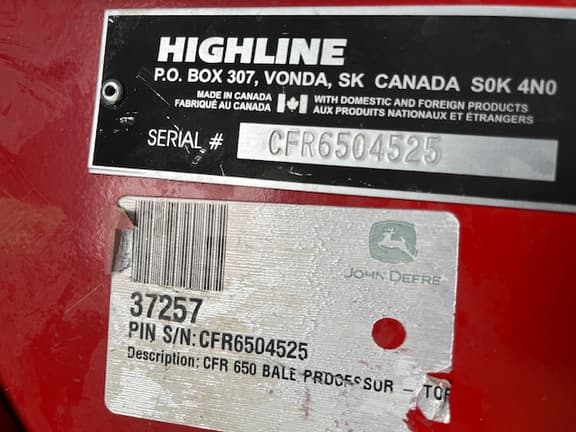 HIGHLINE
P.O. BOX 307, VONDA, SK CANADA S0K 4N0
MADE IN CANADA
FABRIQUÉ AU CANADA
WITH DOMESTIC AND FOREIGN PRODUCTS
AUX PRODUITS NATIONAUX ET ÉTRANGERS
SERIAL # CFR6504525
JOHN DEERE
37257
PIN S/N:CFR6504525
Description: CFR 650 BALE PROCESSOR –